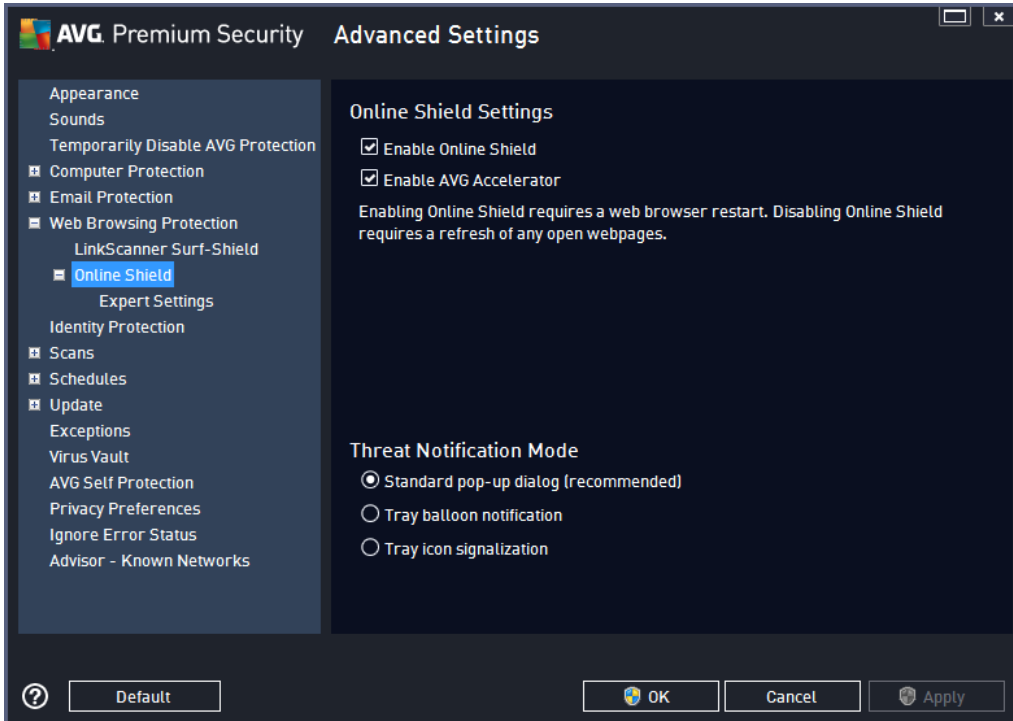 AVG. Premium Security
Advanced Settings
Appearance
Sounds
Temporarily Disable AVG Protection
Computer Protection
Email Protection
Web Browsing Protection
LinkScanner Surf-Shield
Online Shield
Expert Settings
Identity Protection
Scans
Schedules
Update
Exceptions
Virus Vault
AVG Self Protection
Privacy Preferences
Ignore Error Status
Advisor - Known Networks
Online Shield Settings
Enable Online Shield
Enable AVG Accelerator
Enabling Online Shield requires a web browser restart. Disabling Online Shield
requires a refresh of any open webpages.
Threat Notification Mode
Standard pop-up dialog (recommended)
Tray balloon notification
Tray icon signalization
Default
OK
Cancel
Apply